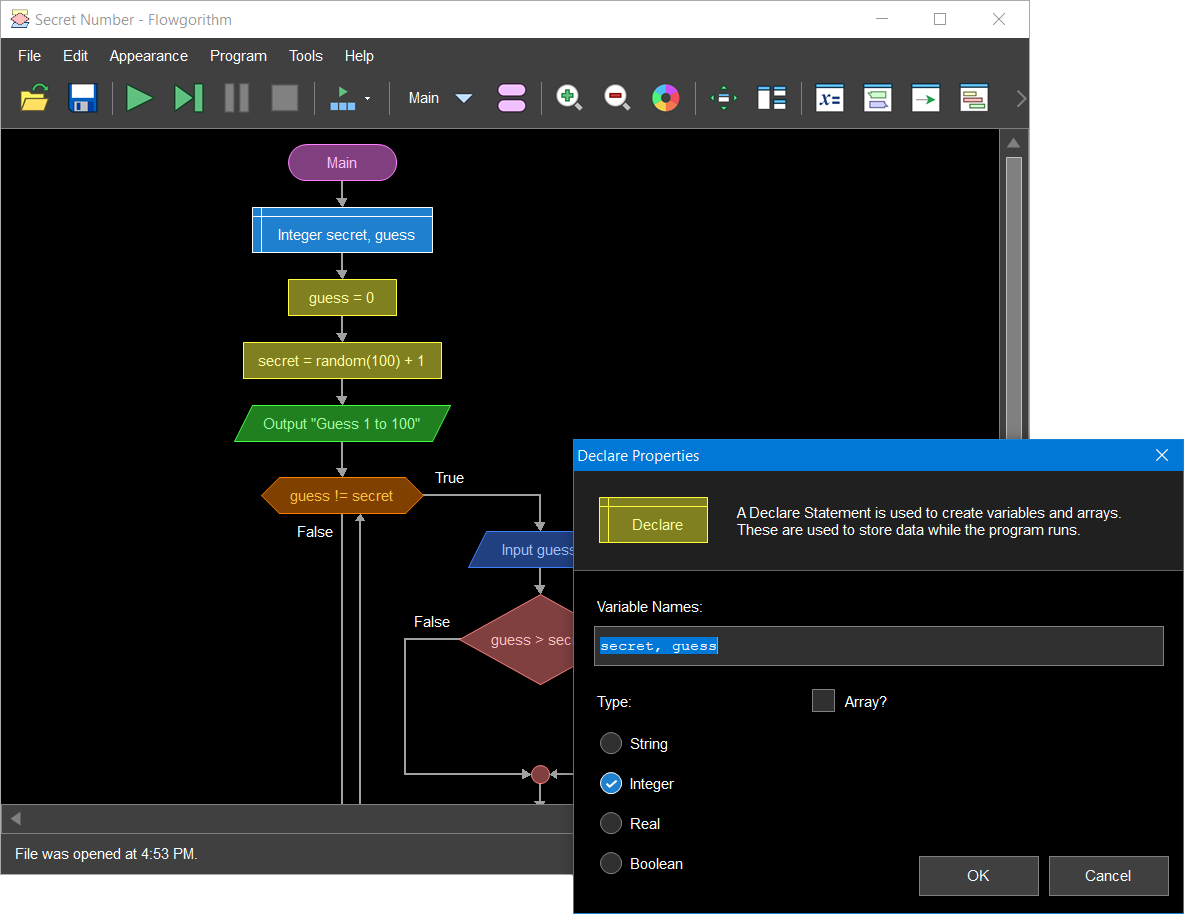 Secret Number - Flowgorithm
File Edit Appearance Program Tools Help
Main
x=
Main
Integer secret, guess
guess = 0
secret = random(100) + 1
Output "Guess 1 to 100"
guess != secret
True
False
Input guess
False
guess > sec
File was opened at 4:53 PM.
Declare Properties
Declare
A Declare Statement is used to create variables and arrays.
These are used to store data while the program runs.
Variable Names:
secret, guess
Type:
Array?
String
Integer
Real
Boolean
OK
Cancel